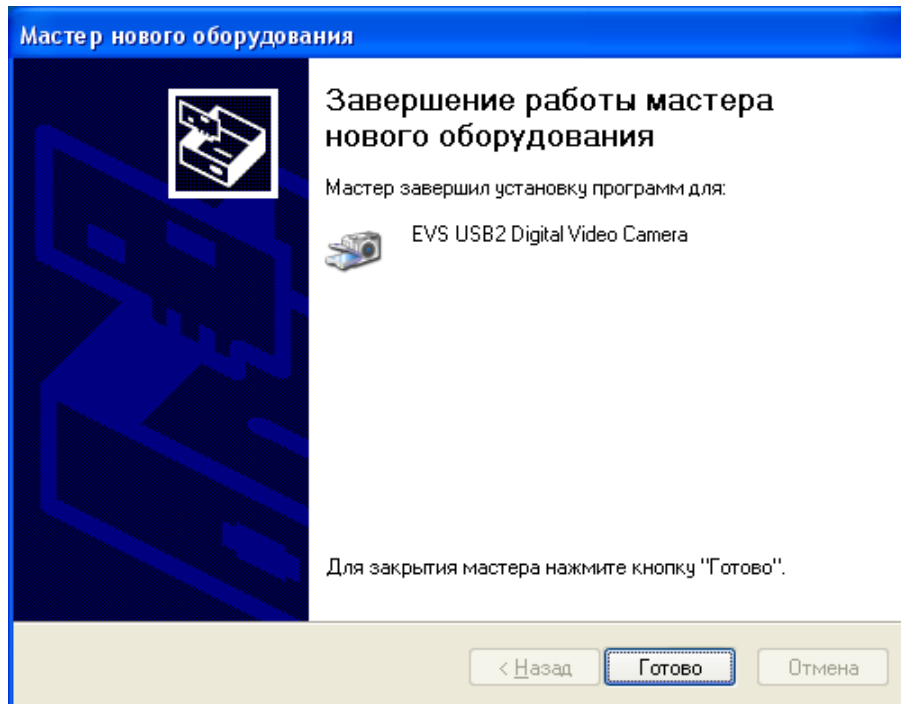 Мастер нового оборудования
Завершение работы мастера
нового оборудования
Мастер завершил установку программ для:
EVS USB2 Digital Video Camera
Для закрытия мастера нажмите кнопку "Готово".
< Назад
Готово
Отмена